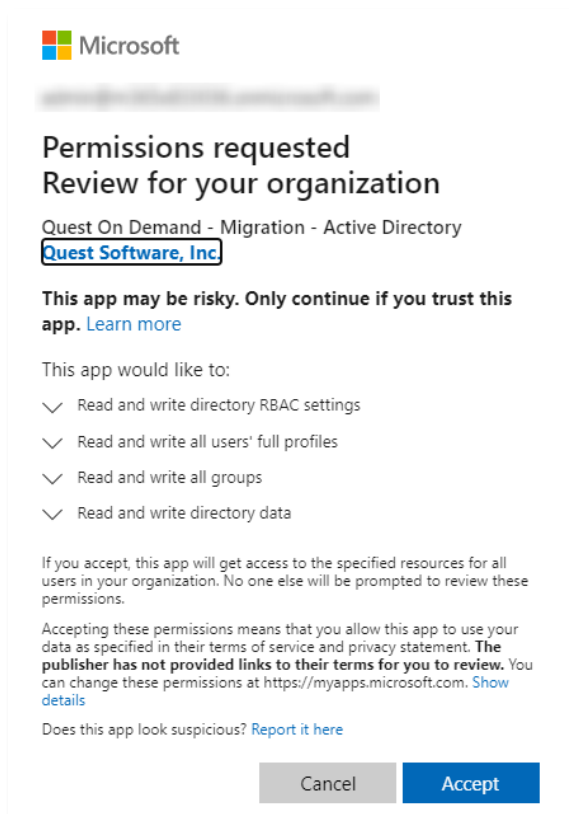 Microsoft
Permissions requested
Review for your organization
Quest On Demand - Migration - Active Directory
Quest Software, Inc.
This app may be risky. Only continue if you trust this
app. Learn more
This app would like to:
Read and write directory RBAC settings
Read and write all users' full profiles
Read and write all groups
Read and write directory data
If you accept, this app will get access to the specified resources for all
users in your organization. No one else will be prompted to review these
permissions.
Accepting these permissions means that you allow this app to use your
data as specified in their terms of service and privacy statement. The
publisher has not provided links to their terms for you to review. You
can change these permissions at https://myapps.microsoft.com. Show
details
Does this app look suspicious? Report it here
Cancel Accept